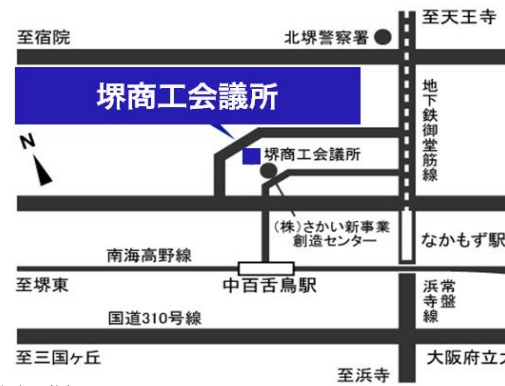 至天王寺
至宿院
北堺警察署
堺商工会議所
地下鉄御堂筋線
N
堺商工会議所
(株)さかい新事業
創造センター
なかもず駅
南海高野線
至堺東
中百舌鳥駅
常盤
浜寺線
国道310号線
至三国ヶ丘
大阪府立大
至浜寺